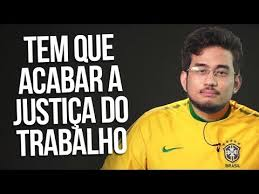 TEM QUE
ACABAR A
JUSTIÇA DO
TRABALHO
BRASIL